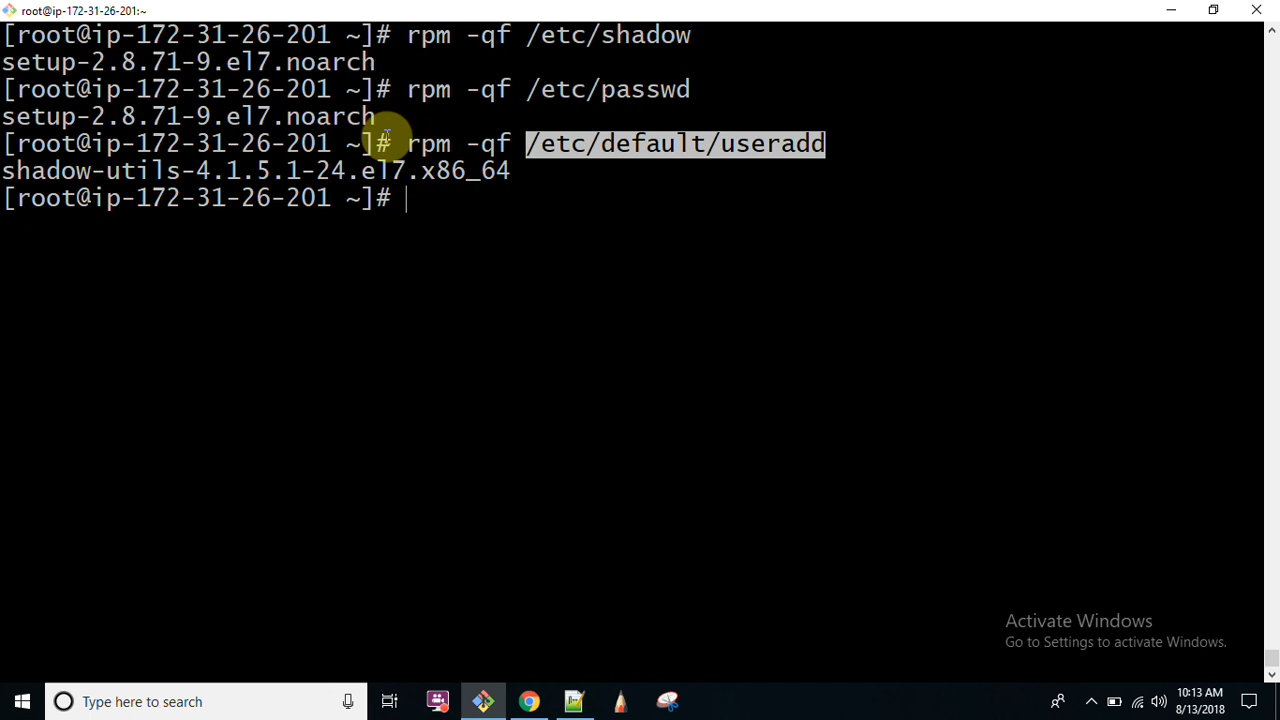 root@ip-172-31-26-201:~
[root@ip-172-31-26-201 ~]# rpm -qf /etc/shadow
setup-2.8.71-9.el7.noarch
[root@ip-172-31-26-201 ~]# rpm -qf /etc/passwd
setup-2.8.71-9.el7.noarch
[root@ip-172-31-26-201 ~]# rpm -qf /etc/default/useradd
shadow-utils-4.1.5.1-24.el7.x86_64
[root@ip-172-31-26-201 ~]#
Activate Windows
Go to Settings to activate Windows.
Type here to search
10:13 AM
8/13/2018